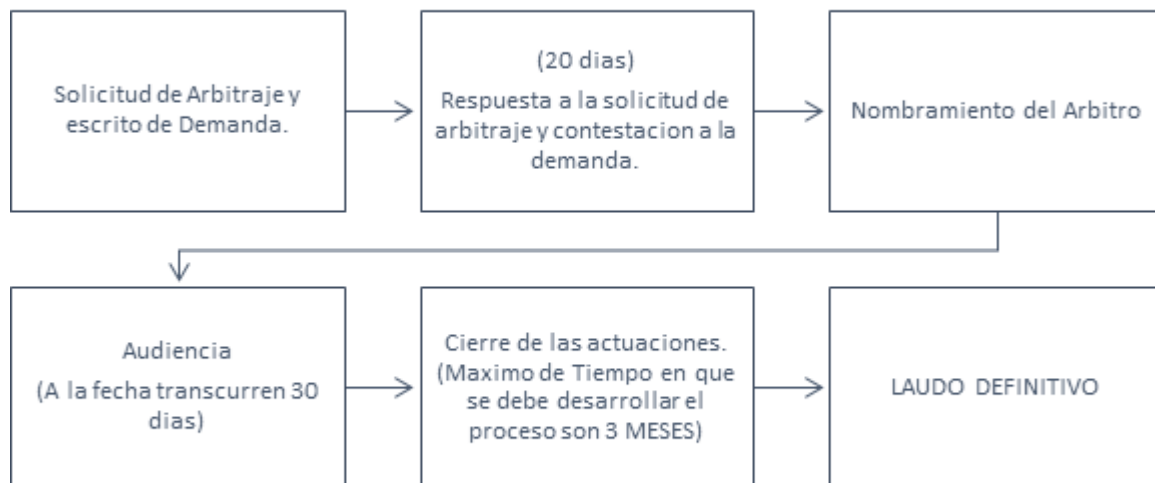 Solicitud de Arbitraje y
escrito de Demanda.
(20 dias)
Respuesta a la solicitud de
arbitraje y contestacion a la
demanda.
Nombramiento del Arbitro
Audiencia
(A la fecha transcurren 30
dias)
Cierre de las actuaciones.
(Maximo de Tiempo en que
se debe desarrollar el
proceso son 3 MESES)
LAUDO DEFINITIVO